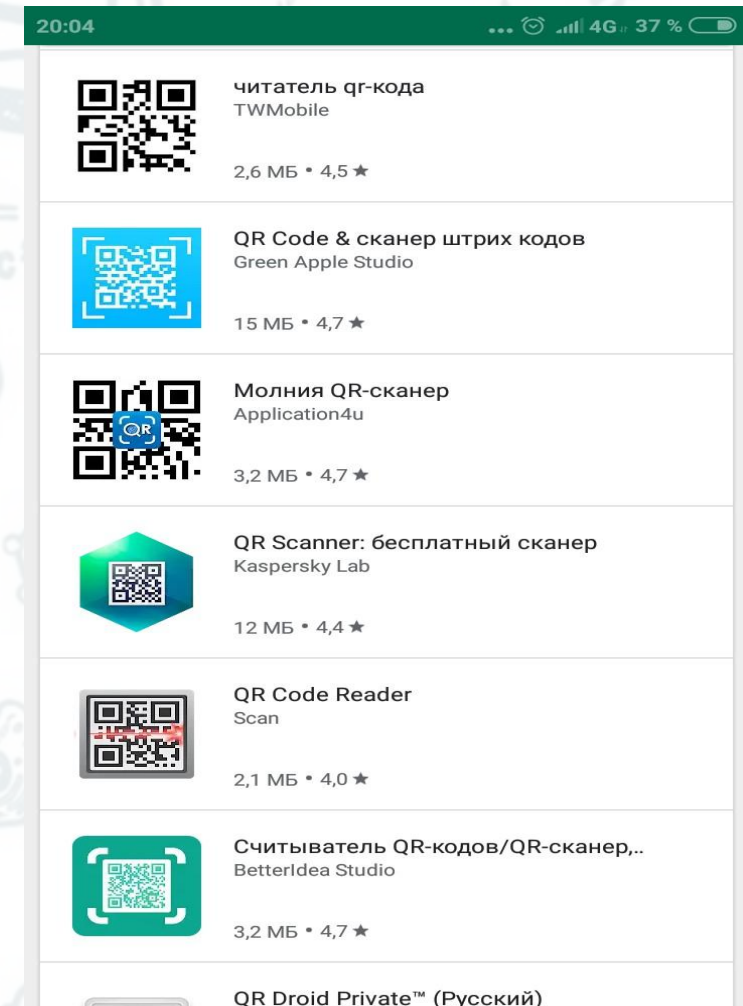 20:04 ... 4G 37 %
читатель qr-кода
TWMobile
2,6 МБ • 4,5 ★
QR Code & сканер штрих кодов
Green Apple Studio
15 МБ • 4,7 ★
Молния QR-сканер
Application4u
QR
3,2 МБ • 4,7 ★
QR Scanner: бесплатный сканер
Kaspersky Lab
12 МБ • 4,4 ★
QR Code Reader
Scan
2,1 МБ • 4,0 ★
Считыватель QR-кодов/QR-сканер,..
BetterIdea Studio
3,2 МБ • 4,7 ★
QR Droid Private™ (Русский)